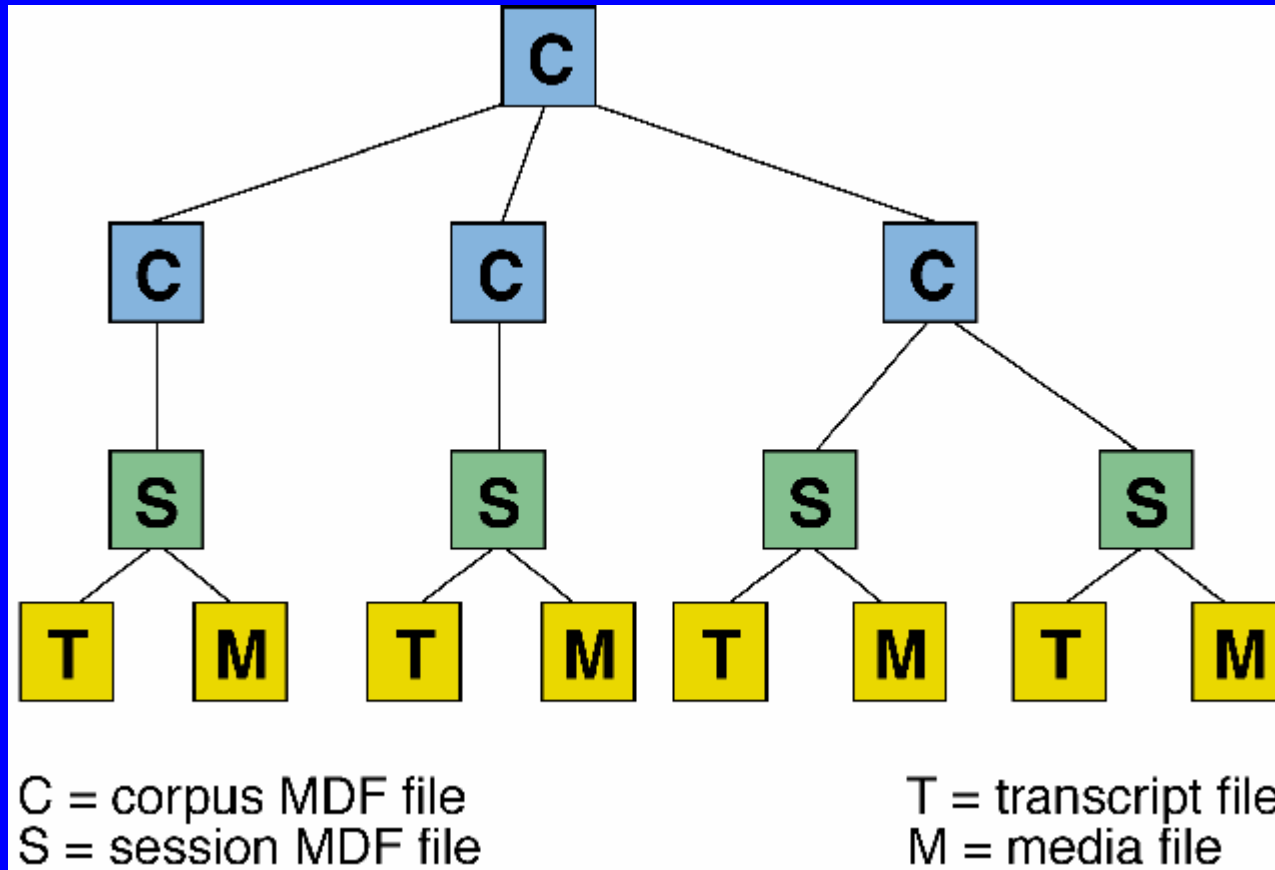 C
C C C
S S S S
T M T M T M T M
C = corpus MDF file T = transcript file
S = session MDF file M = media file